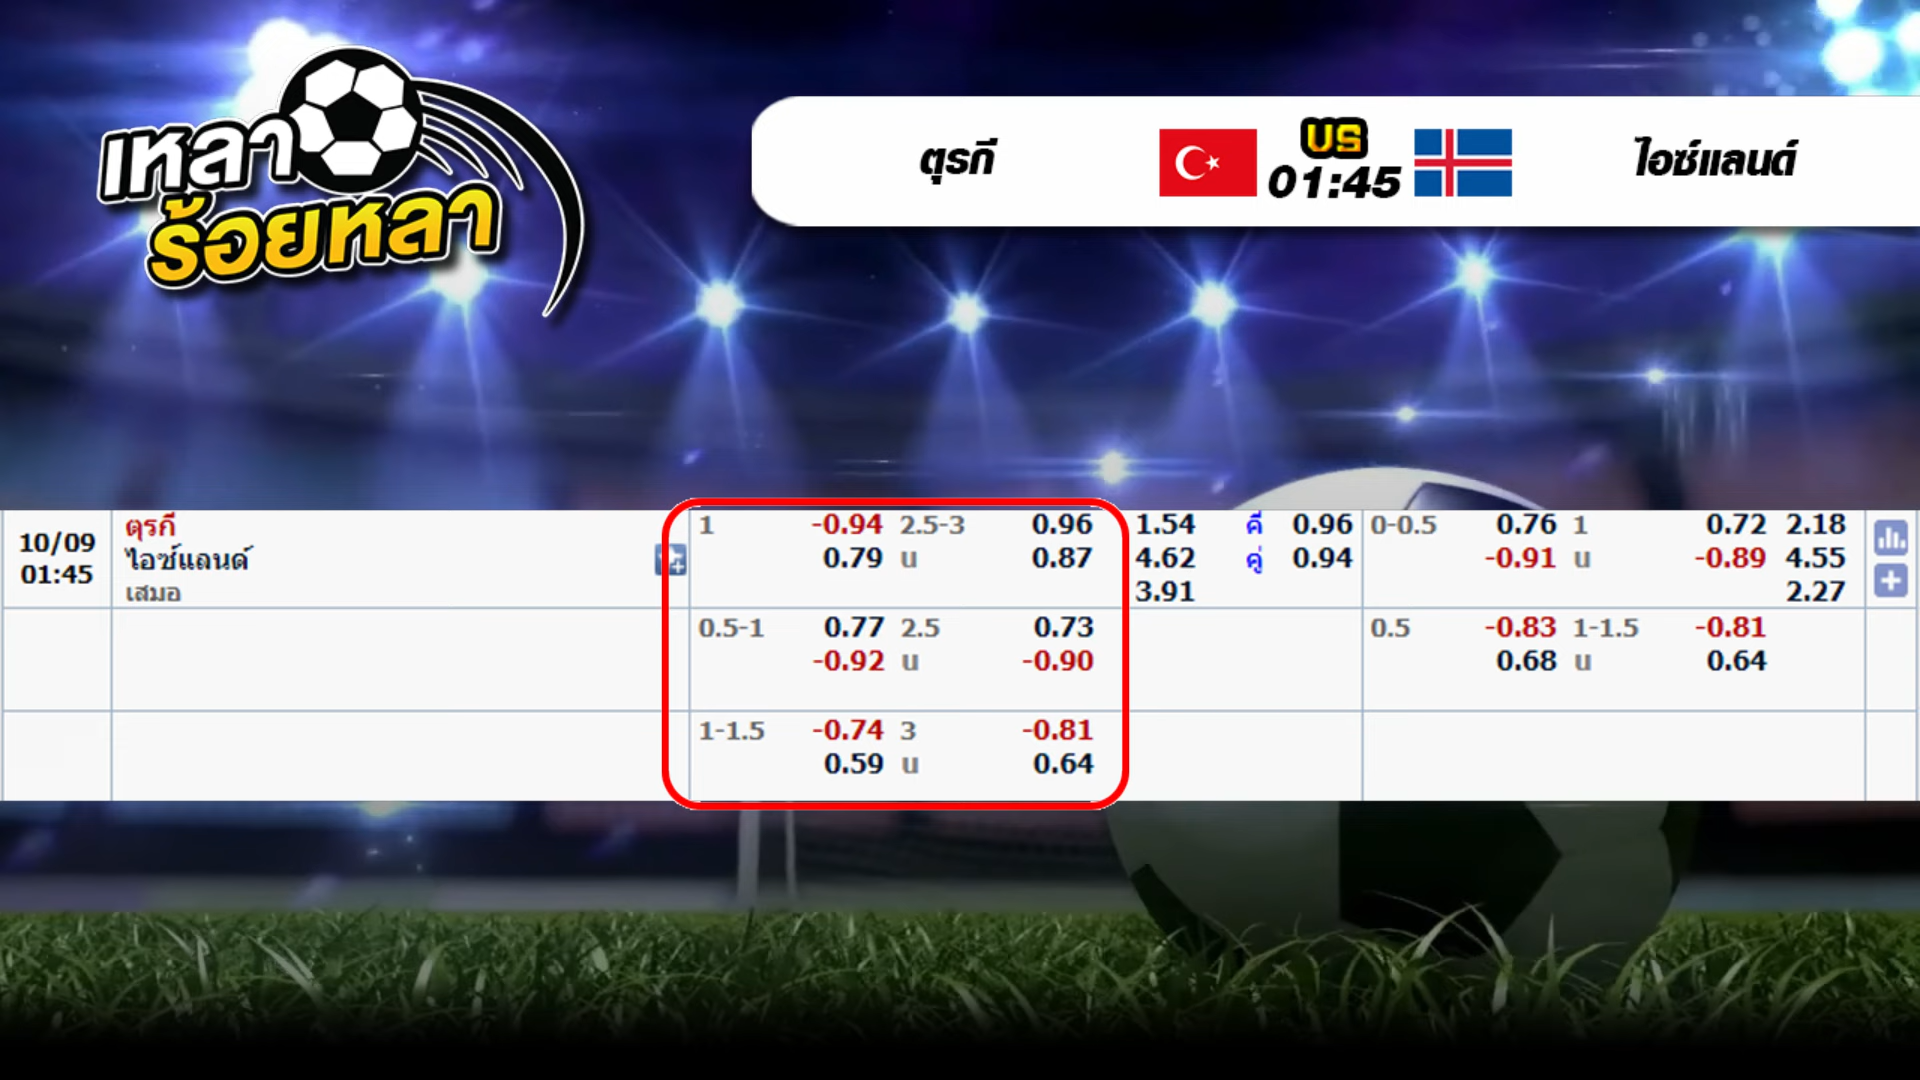 เหลา
ร้อยหลา
ตุรกี
VS
01:45
ไอซ์แลนด์
10/09
01:45
ตุรกี
ไอซ์แลนด์
เสมอ
1 -0.94 2.5-3 0.96 1.54 คี่ 0.96 0-0.5 0.76 1 0.72 2.18
0.79 u 0.87 4.62 คู่ 0.94 -0.91 u -0.89 4.55
3.91 2.27
0.5-1 0.77 2.5 0.73 0.5 -0.83 1-1.5 -0.81
-0.92 u -0.90 0.68 u 0.64
1-1.5 -0.74 3 -0.81
0.59 u 0.64